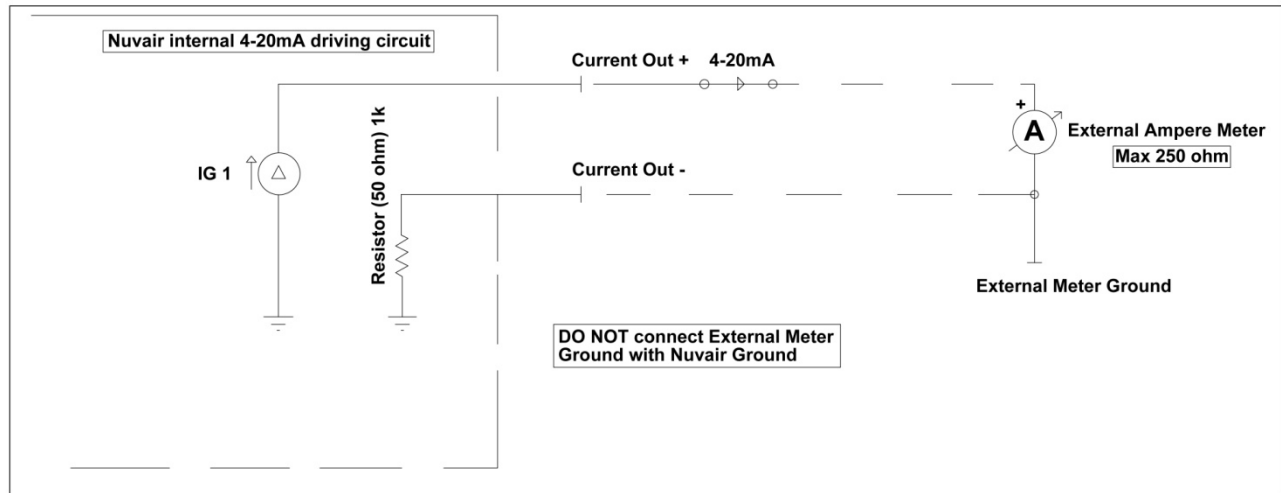 Nuvair internal 4-20mA driving circuit
Current Out + 4-20mA
IG 1
Resistor (50 ohm) 1k
Current Out -
+
A
External Ampere Meter
Max 250 ohm
External Meter Ground
DO NOT connect External Meter
Ground with Nuvair Ground